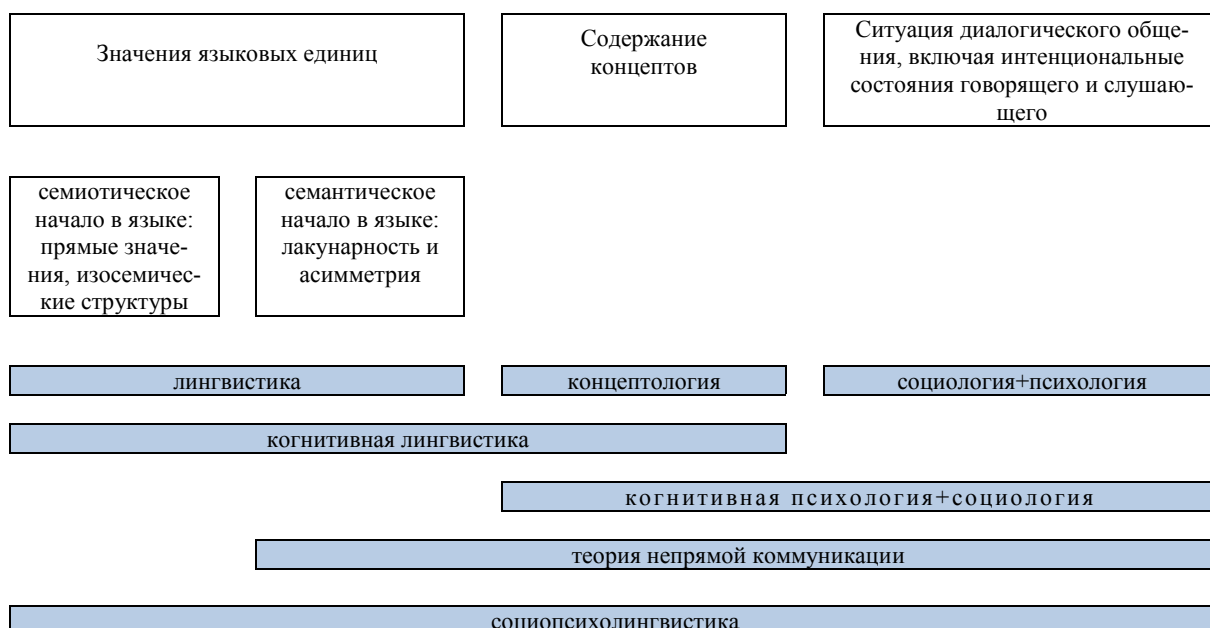 Значения языковых единиц
Содержание
концептов
Ситуация диалогического обще-
ния, включая интенциональные
состояния говорящего и слушаю-
щего
семиотическое
начало в языке:
прямые значе-
ния, изосемичес-
кие структуры
семантическое
начало в языке:
лакунарность и
асимметрия
лингвистика
концептология
социология+психология
когнитивная лингвистика
когнитивная психология+социология
теория непрямой коммуникации
социопсихолингвистика